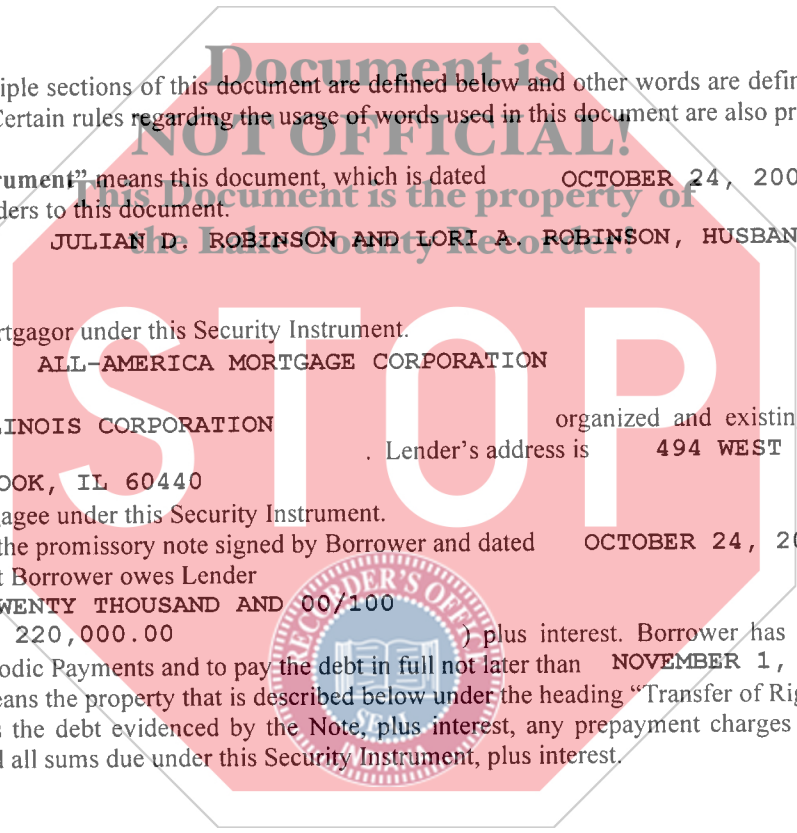 Document is
iple sections of this document are defined below and other words are defin
Certain rules regarding the usage of words used in this document are also pr
NOT OFFICIAL!
rument” means this document, which is dated OCTOBER 24, 200
This Document is the property of
ders to this document.
JULIAN D. ROBINSON AND LORI A. ROBINSON, HUSBAN
the Lake County Recorder!
rtgagor under this Security Instrument.
ALL-AMERICA MORTGAGE CORPORATION
STOP
LINOIS CORPORATION organized and existin
. Lender’s address is 494 WEST
OOK, IL 60440
gagee under this Security Instrument.
the promissory note signed by Borrower and dated OCTOBER 24, 20
t Borrower owes Lender
WENTY THOUSAND AND 00/100
220,000.00 ) plus interest. Borrower has
odic Payments and to pay the debt in full not later than NOVEMBER 1,
eans the property that is described below under the heading “Transfer of Rig
s the debt evidenced by the Note, plus interest, any prepayment charges
d all sums due under this Security Instrument, plus interest.
RECORDER'S OFFI
SEAL
INDIANA